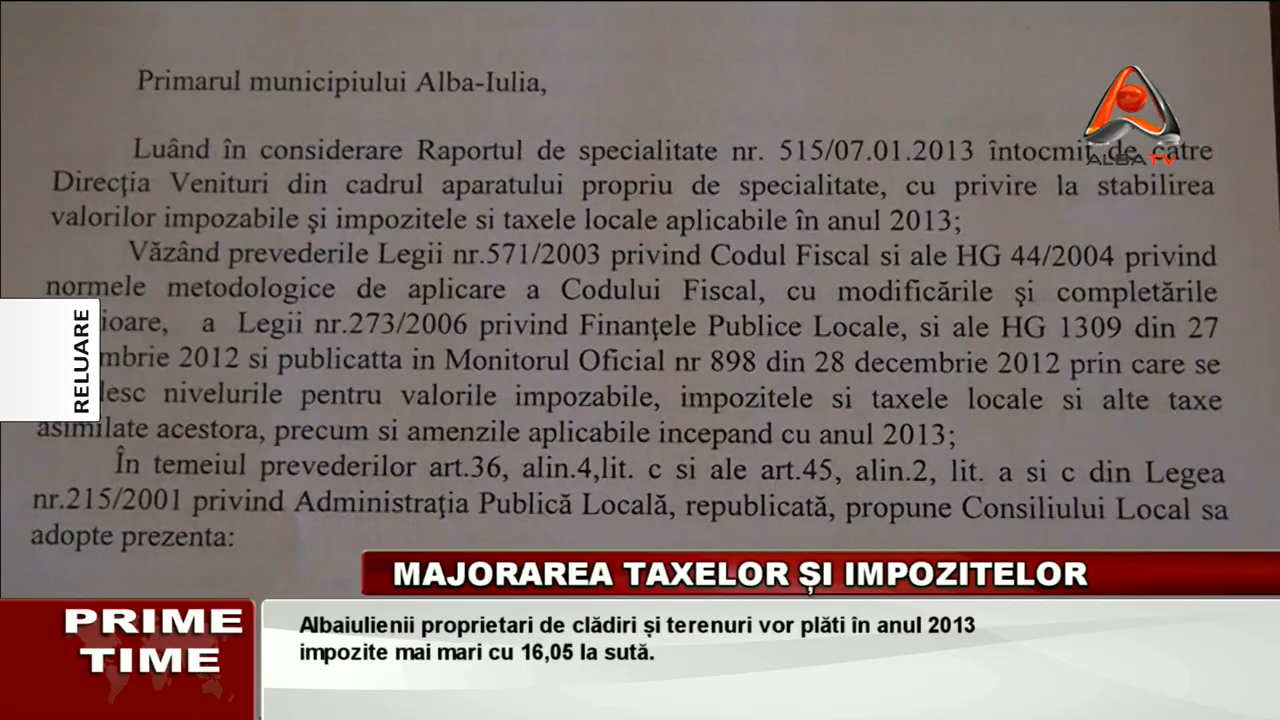 Primarul municipiului Alba-Iulia,
ALBA TV
Luând în considerare Raportul de specialitate nr. 515/07.01.2013 întocmit de către
Direcţia Venituri din cadrul aparatului propriu de specialitate, cu privire la stabilirea
valorilor impozabile şi impozitele si taxele locale aplicabile în anul 2013;
Văzând prevederile Legii nr.571/2003 privind Codul Fiscal si ale HG 44/2004 privind
normele metodologice de aplicare a Codului Fiscal, cu modificările şi completările
a Legii nr.273/2006 privind Finanţele Publice Locale, si ale HG 1309 din 27
2012 si publicatta in Monitorul Oficial nr 898 din 28 decembrie 2012 prin care se
nivelurile pentru valorile impozabile, impozitele si taxele locale si alte taxe
asimilate acestora, precum si amenzile aplicabile incepand cu anul 2013;
În temeiul prevederilor art.36, alin.4,lit. c si ale art.45, alin.2, lit. a si c din Legea
nr.215/2001 privind Administraţia Publică Locală, republicată, propune Consiliului Local sa
adopte prezenta:
RELUARE
MAJORAREA TAXELOR ȘI IMPOZITELOR
PRIME
TIME
Albaiulienii proprietari de clădiri și terenuri vor plăti în anul 2013
impozite mai mari cu 16,05 la sută.